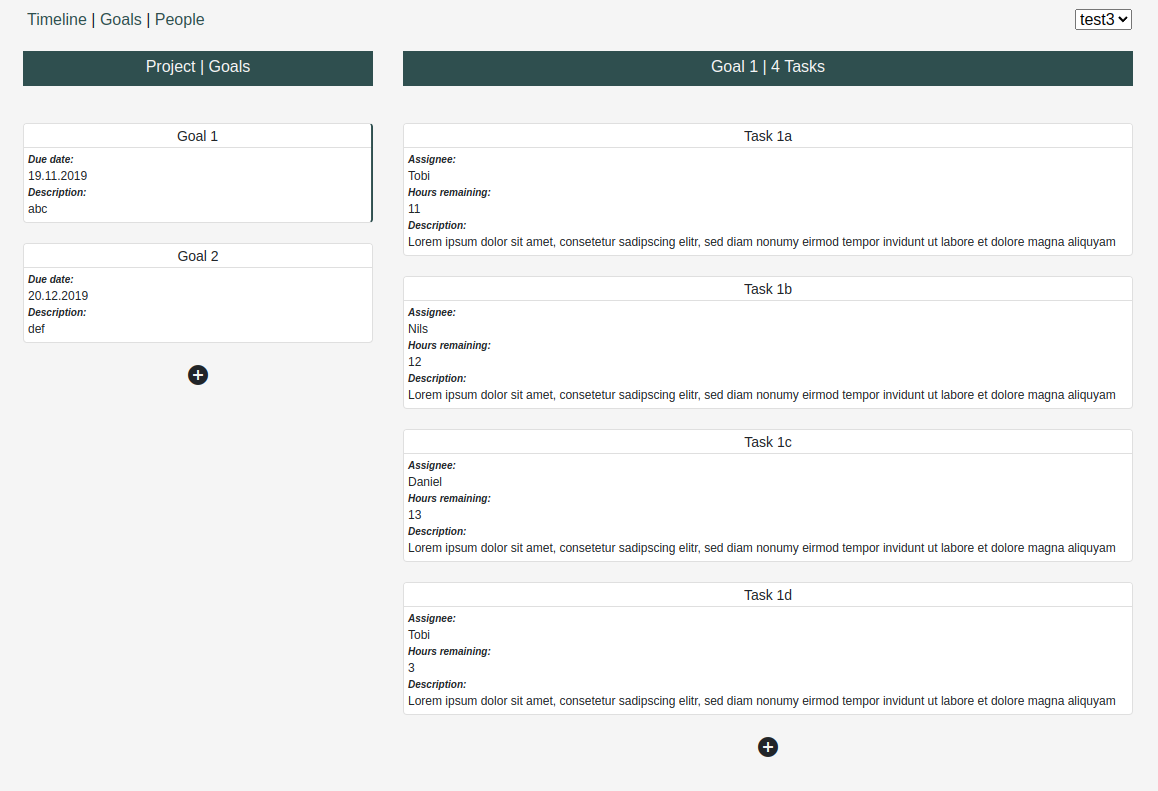 Timeline | Goals | People
test3
Project | Goals
Goal 1
Due date:
19.11.2019
Description:
abc
Goal 2
Due date:
20.12.2019
Description:
def
Goal 1 | 4 Tasks
Task 1a
Assignee:
Tobi
Hours remaining:
11
Description:
Lorem ipsum dolor sit amet, consetetur sadipscing elitr, sed diam nonumy eirmod tempor invidunt ut labore et dolore magna aliquyam
Task 1b
Assignee:
Nils
Hours remaining:
12
Description:
Lorem ipsum dolor sit amet, consetetur sadipscing elitr, sed diam nonumy eirmod tempor invidunt ut labore et dolore magna aliquyam
Task 1c
Assignee:
Daniel
Hours remaining:
13
Description:
Lorem ipsum dolor sit amet, consetetur sadipscing elitr, sed diam nonumy eirmod tempor invidunt ut labore et dolore magna aliquyam
Task 1d
Assignee:
Tobi
Hours remaining:
3
Description:
Lorem ipsum dolor sit amet, consetetur sadipscing elitr, sed diam nonumy eirmod tempor invidunt ut labore et dolore magna aliquyam